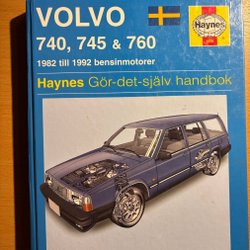 VOLVO
Haynes
740, 745 & 760
1982 till 1992 bensinmotorer
Haynes Gör-det-själv handbok